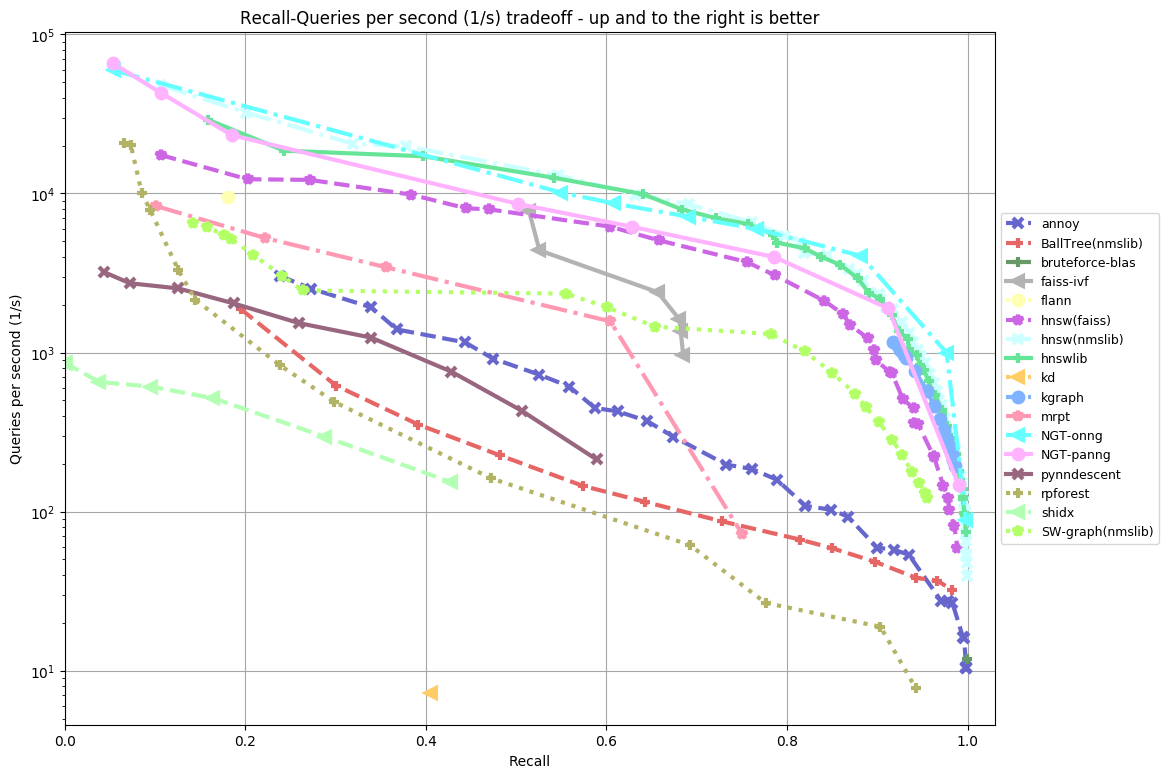 Recall-Queries per second (1/s) tradeoff - up and to the right is better
Queries per second (1/s)
10^5
10^4
10^3
10^2
10^1
0.0 0.2 0.4 0.6 0.8 1.0
Recall
annoy
BallTree(nmslib)
bruteforce-blas
faiss-ivf
flann
hnsw(faiss)
hnsw(nmslib)
hnswlib
kd
kgraph
mrpt
NGT-onng
NGT-panng
pynndescent
rpforest
shidx
SW-graph(nmslib)